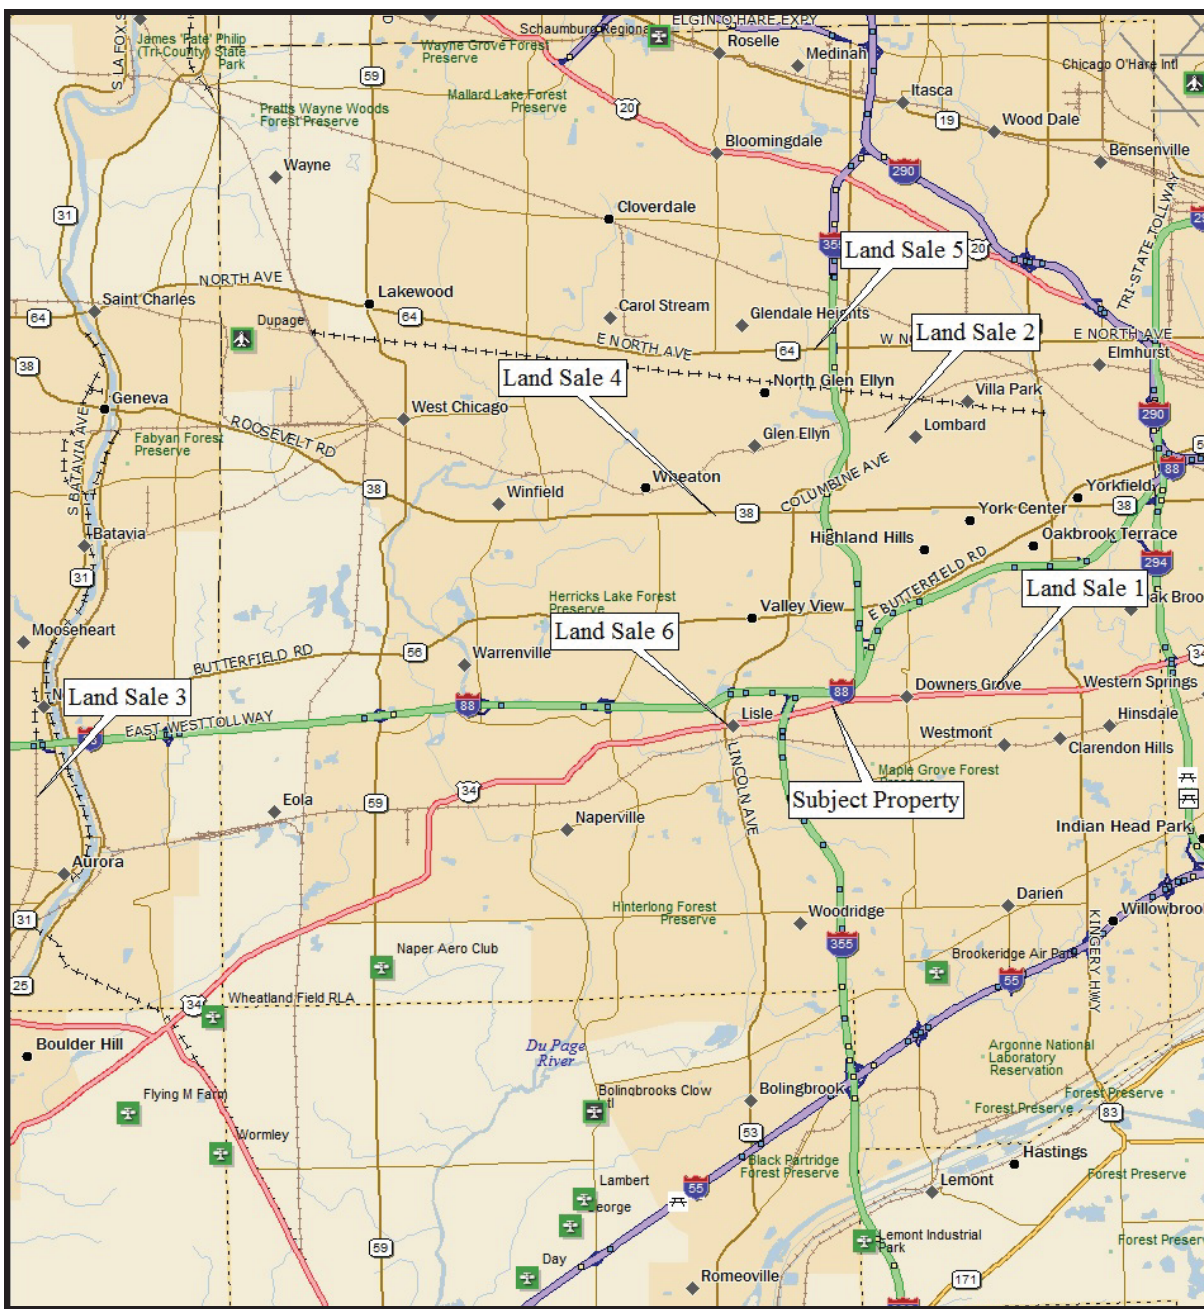 ELGIN O'HARE EXPY
S LA FOX S
James 'Pate' Philip
(Tri-County) State
Park
59
Wayne Grove Forest
Preserve
Schaumburg Regional
Roselle
Medinah
Chicago O'Hare Intl
Mallard Lake Forest
Preserve
20
Itasca
19
Wood Dale
Pratts Wayne Woods
Forest Preserve
Bloomingdale
Bensenville
Wayne
290
31
Cloverdale
TRI-STATE TOLLWAY
355
Land Sale 5
20
NORTH AVE
Saint Charles
Lakewood
64
64
Carol Stream
Glendale Heights
Dupage
E NORTH AVE
64
Land Sale 2
E NORTH AVE
Elmhurst
38
Land Sale 4
North Glen Ellyn
Villa Park
Geneva
West Chicago
ROOSEVELT RD
290
S BATAVIA AVE
Fabyan Forest
Preserve
Glen Ellyn
Lombard
88
Wheaton
COLUMBINE AVE
Yorkfield
38
Winfield
38
York Center
38
Batavia
Highland Hills
Oakbrook Terrace
294
31
E BUTTERFIELD RD
Land Sale 1
Herricks Lake Forest
Preserve
Valley View
Oak Broo
Mooseheart
Land Sale 6
BUTTERFIELD RD
56
Warrenville
34
Land Sale 3
88
88
Downers Grove
Western Springs
EAST-WEST TOLLWAY
Lisle
Hinsdale
Westmont
Clarendon Hills
LINCOLN AVE
Maple Grove Forest
34
Subject Property
Eola
59
Naperville
Indian Head Park
Aurora
Darien
31
Hinterlong Forest
Preserve
Woodridge
Willowbrook
355
KINGERY HWY
Naper Aero Club
Brookeridge Air Park
55
25
34
Wheatland Field RLA
Boulder Hill
Du Page
River
Argonne National
Laboratory
Reservation
Bolingbrooks Clow
Bolingbrook
Forest Preserve
Flying M Farm
Forest Preserve
83
Wormley
53
Black Partridge
Forest Preserve
Hastings
Lambert
55
Lemont
Forest Preserve
George
59
Day
Lemont Industrial
Park
Forest Preserv
Romeoville
171